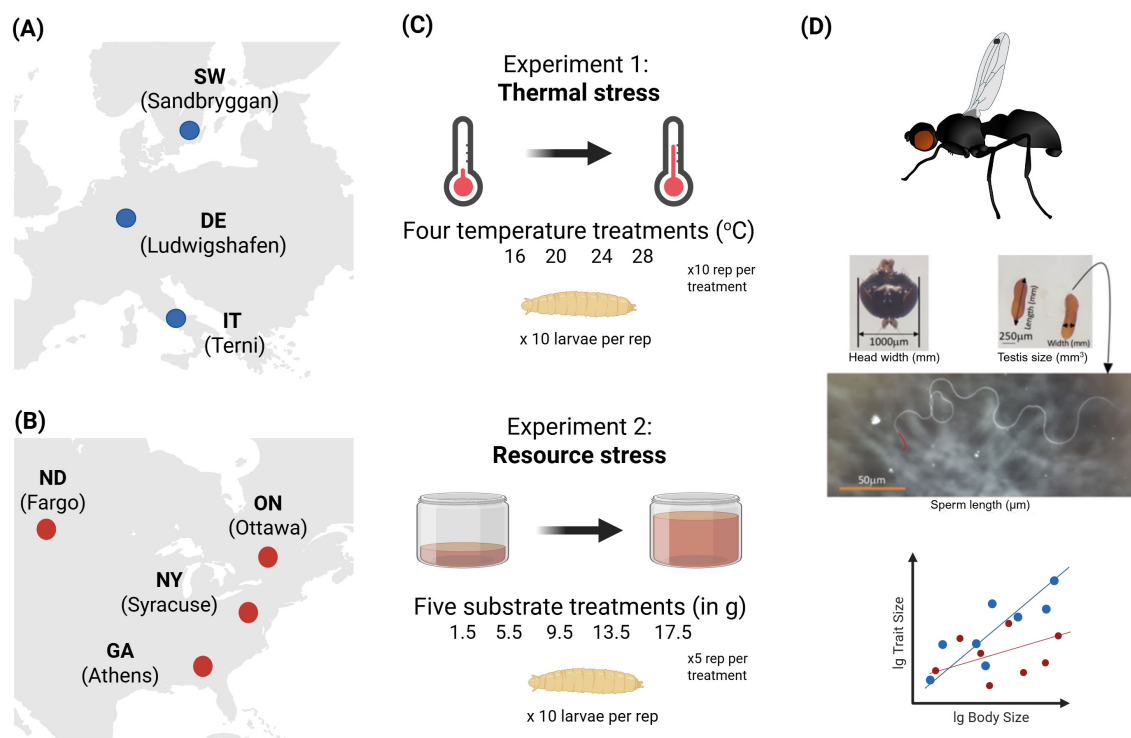 (A)
SW
(Sandbryggan)
DE
(Ludwigshafen)
IT
(Terni)
(B)
ND
(Fargo)
ON
(Ottawa)
NY
(Syracuse)
GA
(Athens)
(C)
Experiment 1:
Thermal stress
Four temperature treatments (°C)
16 20 24 28
x10 rep per
treatment
x 10 larvae per rep
Experiment 2:
Resource stress
Five substrate treatments (in g)
1.5 5.5 9.5 13.5 17.5
x5 rep per
treatment
x 10 larvae per rep
(D)
1000µm
Head width (mm)
Length (mm)
250µm
Width (mm)
Testis size (mm³)
50µm
Sperm length (µm)
lg Trait Size
lg Body Size